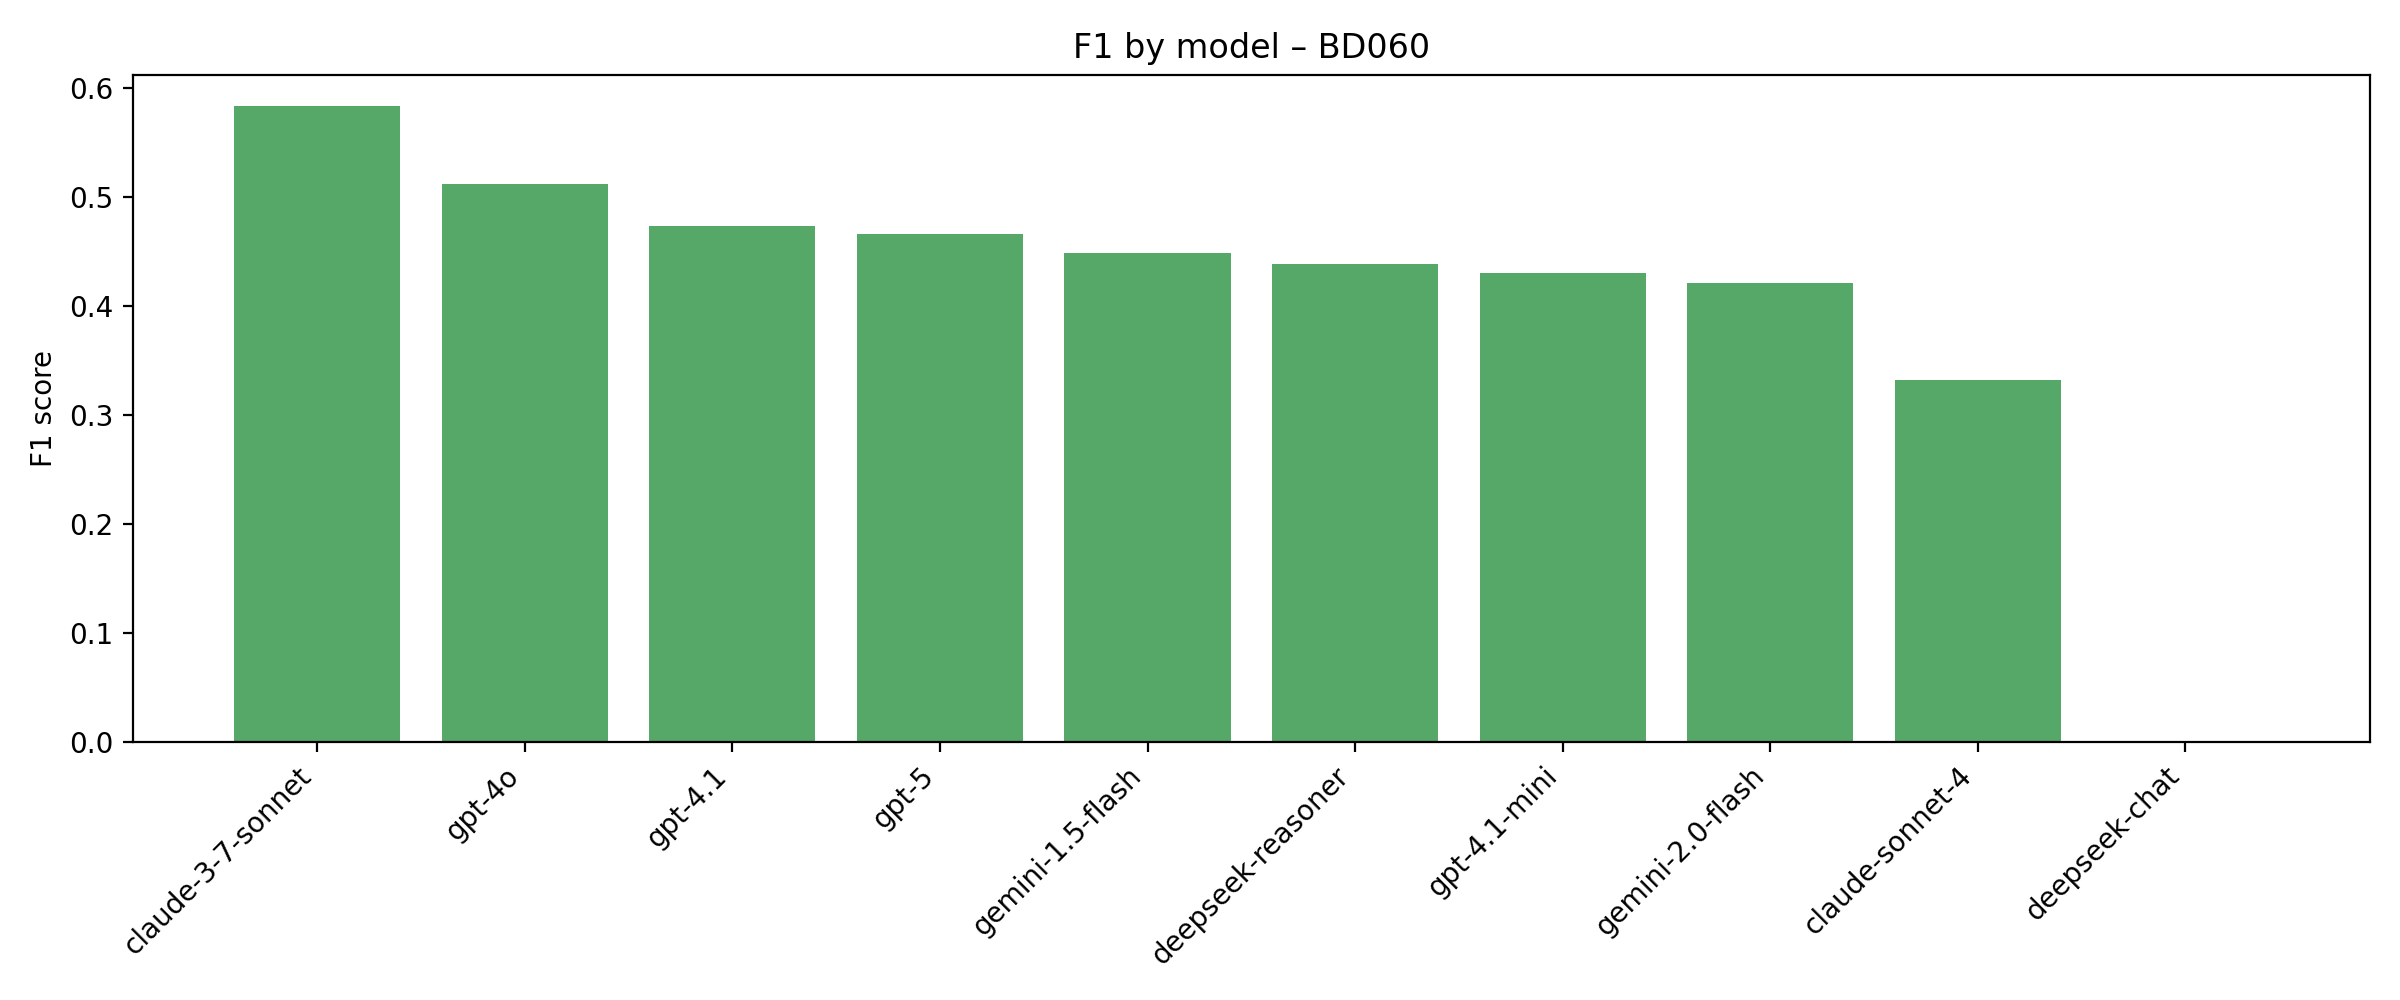 F1 by model – BD060
F1 score
0.6
0.5
0.4
0.3
0.2
0.1
0.0
claude-3-7-sonnet
gpt-4o
gpt-4.1
gpt-5
gemini-1.5-flash
deepseek-reasoner
gpt-4.1-mini
gemini-2.0-flash
claude-sonnet-4
deepseek-chat